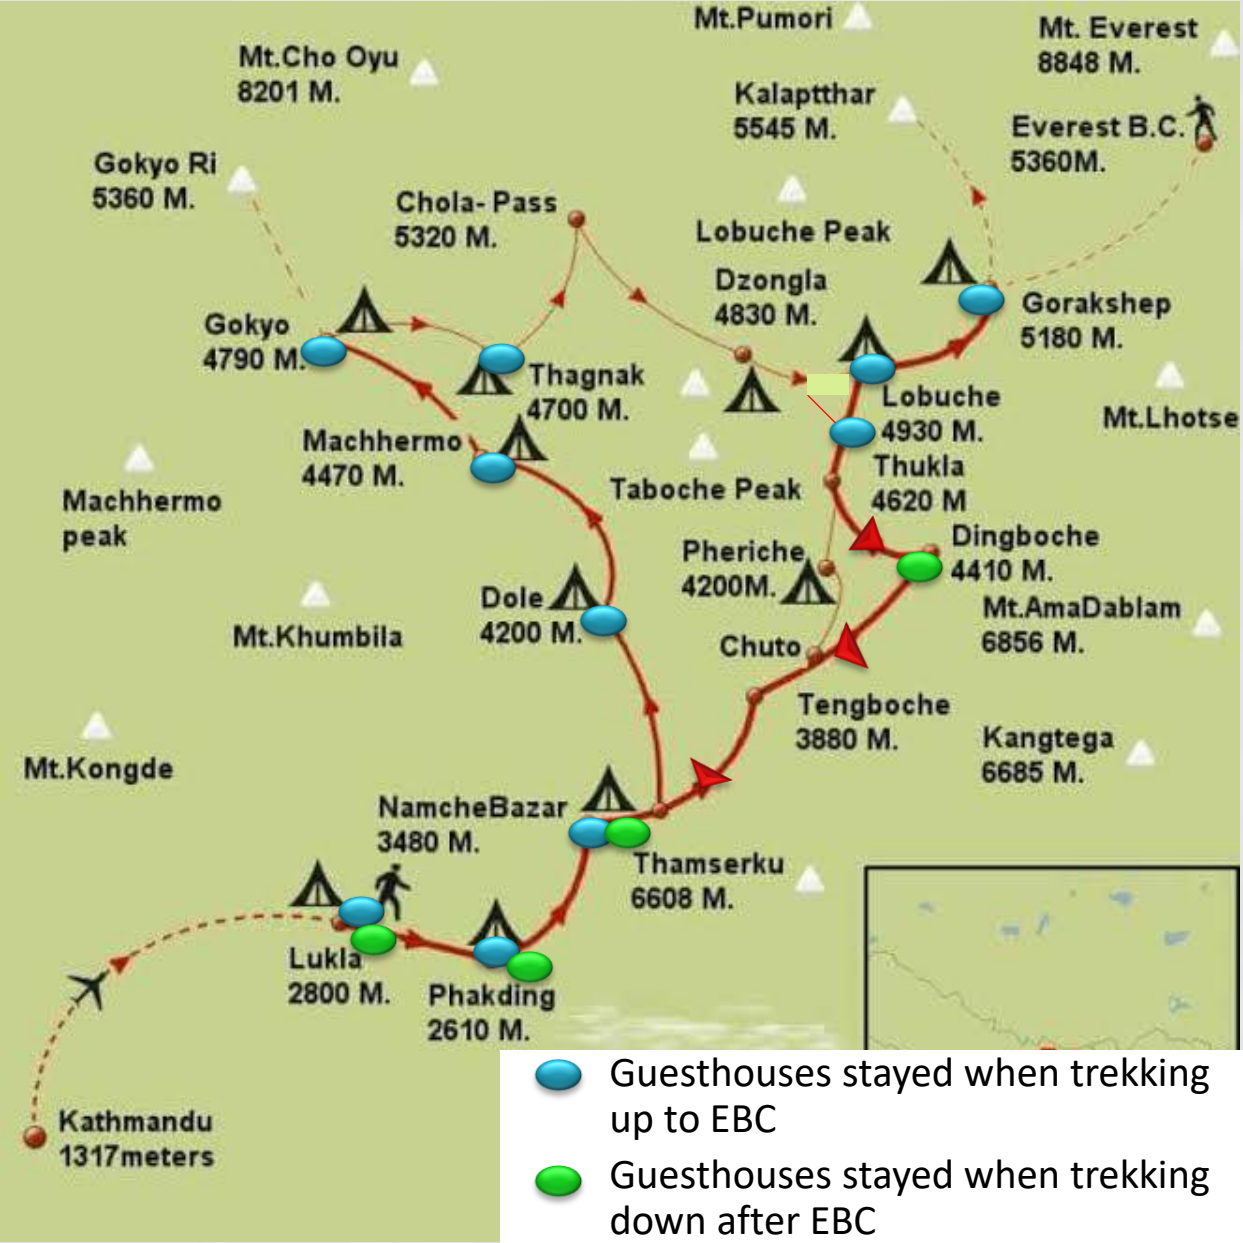 Mt.Pumori
Mt. Everest
8848 M.
Mt.Cho Oyu
8201 M.
Kalaptthar
5545 M.
Everest B.C.
5360M.
Gokyo Ri
5360 M.
Chola- Pass
5320 M.
Lobuche Peak
Dzongla
4830 M.
Gorakshep
5180 M.
Gokyo
4790 M.
Thagnak
4700 M.
Lobuche
4930 M.
Mt.Lhotse
Machhermo
4470 M.
Thukla
4620 M
Taboche Peak
Machhermo
peak
Dingboche
4410 M.
Pheriche
4200M.
Dole
4200 M.
Mt.AmaDablam
6856 M.
Mt.Khumbila
Chuto
Tengboche
3880 M.
Kangtega
6685 M.
Mt.Kongde
NamcheBazar
3480 M.
Thamserku
6608 M.
Lukla
2800 M.
Phakding
2610 M.
Kathmandu
1317meters
Guesthouses stayed when trekking
up to EBC
Guesthouses stayed when trekking
down after EBC